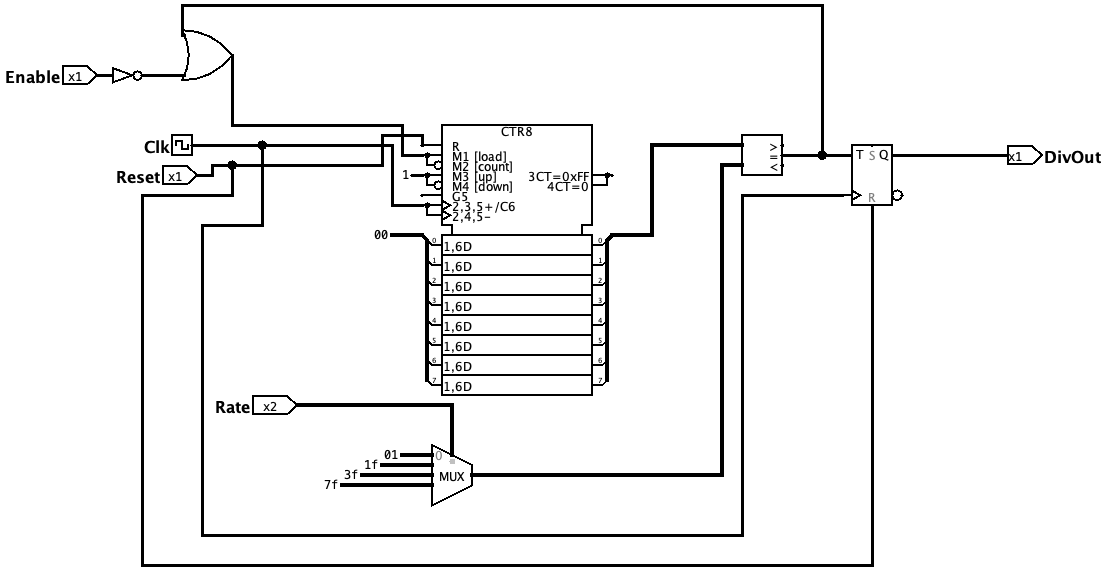 CTR8
Enable x1
Clk
R
M1 [load]
M2 [count]
1 M3 [up] 3CT=0xFF
M4 [down] 4CT=0
G5
2,3,5+/C6
2,4,5-
Reset x1
>
=
<
T S Q
R
x1 DivOut
00
0 1,6D 0
1 1,6D 1
2 1,6D 2
3 1,6D 3
4 1,6D 4
5 1,6D 5
6 1,6D 6
7 1,6D 7
Rate x2
01 0
1f
3f MUX
7f